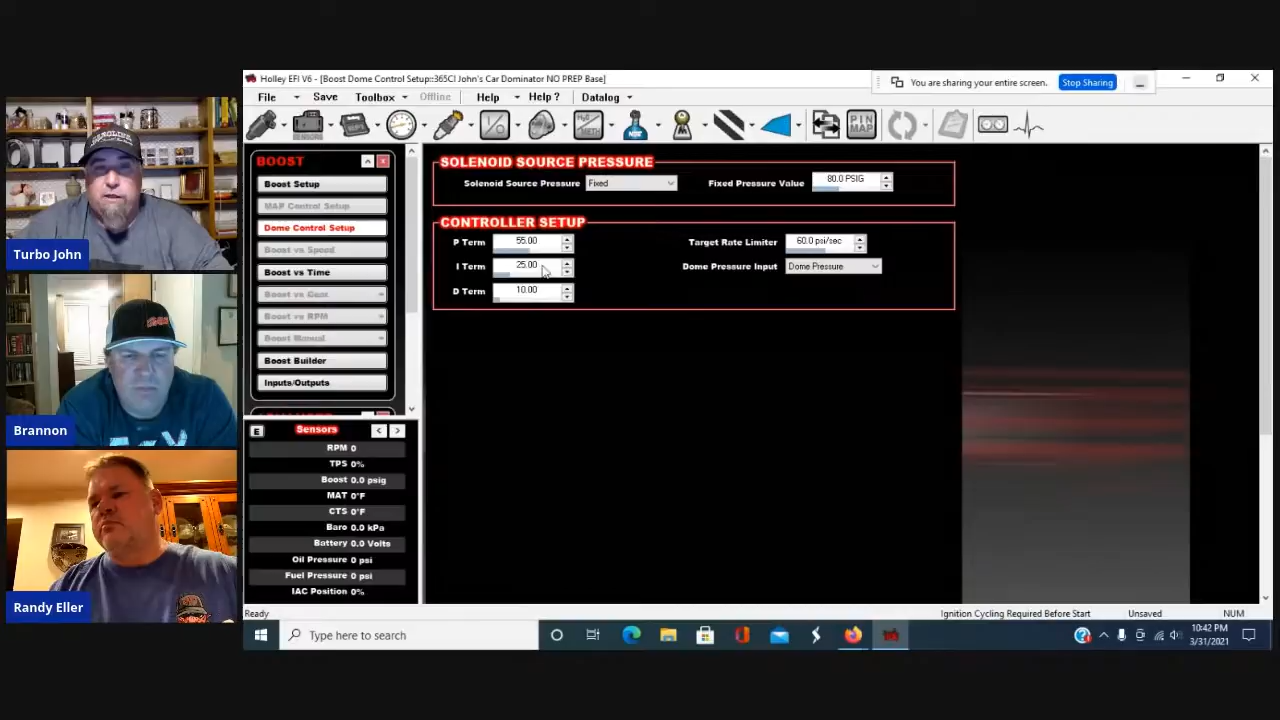 Holley EFI V6 - [Boost Dome Control Setup::365CI John's Car Dominator NO PREP Base]
You are sharing your entire screen.
Stop Sharing
File Save Toolbox Offline Help Help ? Datalog
I/O
PIN MAP
BOOST
Boost Setup
MAP Control Setup
Dome Control Setup
Boost vs Speed
Boost vs Time
Boost vs Gear
Boost vs RPM
Boost Manual
Boost Builder
Inputs/Outputs
SOLENOID SOURCE PRESSURE
Solenoid Source Pressure Fixed Fixed Pressure Value 80.0 PSIG
CONTROLLER SETUP
P Term 55.00 Target Rate Limiter 60.0 psi/sec
I Term 25.00 Dome Pressure Input Dome Pressure
D Term 10.00
E Sensors < >
RPM 0
TPS 0%
Boost 0.0 psig
MAT 0°F
CTS 0°F
Baro 0.0 kPa
Battery 0.0 Volts
Oil Pressure 0 psi
Fuel Pressure 0 psi
IAC Position 0%
Turbo John
Brannon
Randy Eller
Ready Ignition Cycling Required Before Start Unsaved NUM
Type here to search
10:42 PM
3/31/2021